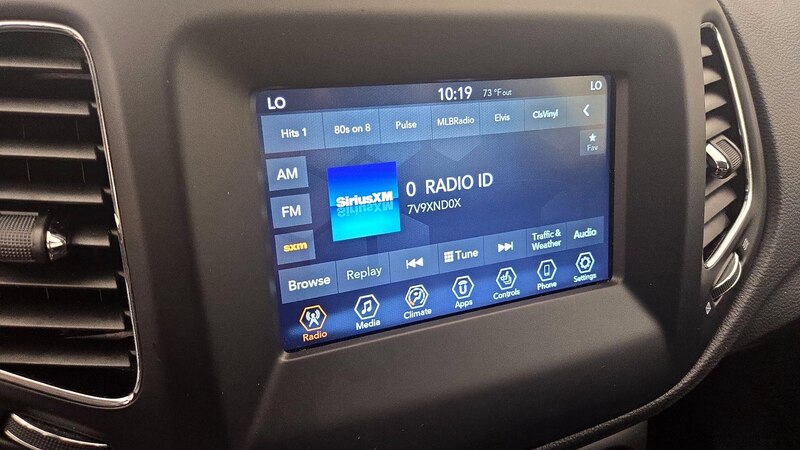 LO 10:19 73 °F out LO
Hits 1 80s on 8 Pulse MLBRadio Elvis ClsVinyl
Fav
AM
FM
sxm
SiriusXM
0 RADIO ID
7V9XND0X
Browse Replay Tune Traffic & Weather Audio
Radio Media Climate Apps Controls Phone Settings